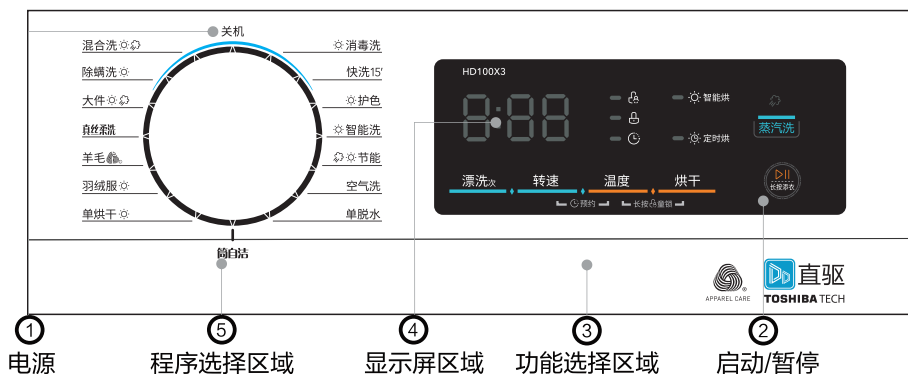 关机
混合洗
除螨洗
大件
真丝柔洗
羊毛
羽绒服
单烘干
筒自洁
消毒洗
快洗15'
护色
智能洗
节能
空气洗
单脱水
HD100X3
8:88
智能烘
定时烘
蒸汽洗
漂洗次 转速 温度 烘干
预约 长按童锁
长按添衣
APPAREL CARE
直驱
TOSHIBA TECH
1 5 4 3 2
电源 程序选择区域 显示屏区域 功能选择区域 启动/暂停